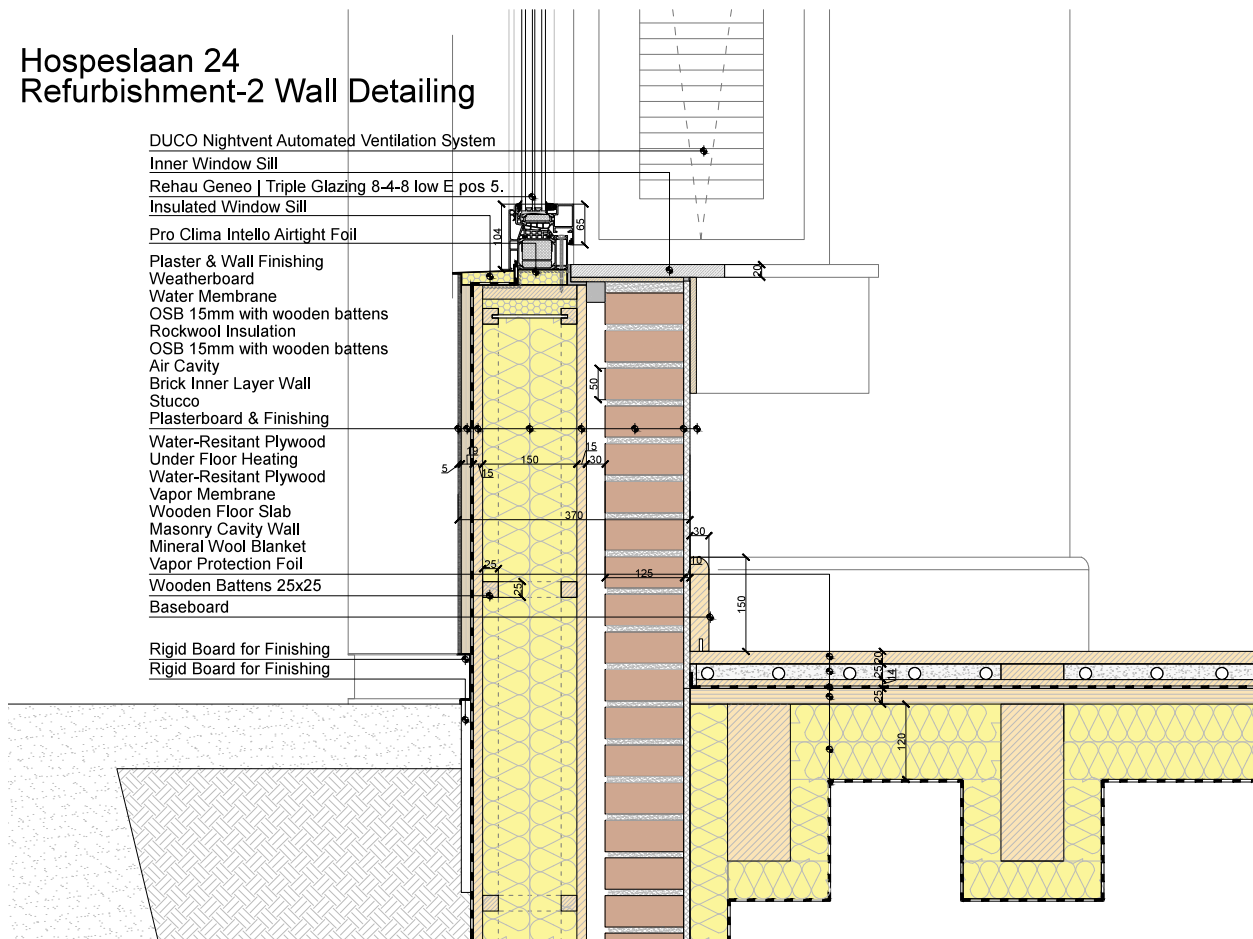 Hospeslaan 24
Refurbishment-2 Wall Detailing
DUCO Nightvent Automated Ventilation System
Inner Window Sill
Rehau Geneo | Triple Glazing 8-4-8 low E pos 5.
Insulated Window Sill
Pro Clima Intello Airtight Foil
Plaster & Wall Finishing
Weatherboard
Water Membrane
OSB 15mm with wooden battens
Rockwool Insulation
OSB 15mm with wooden battens
Air Cavity
Brick Inner Layer Wall
Stucco
Plasterboard & Finishing
Water-Resitant Plywood
Under Floor Heating
Water-Resitant Plywood
Vapor Membrane
Wooden Floor Slab
Masonry Cavity Wall
Mineral Wool Blanket
Vapor Protection Foil
Wooden Battens 25x25
Baseboard
Rigid Board for Finishing
Rigid Board for Finishing
104
65
20
50
5
15
150
15
30
370
30
10
125
25
25
150
20
25
14
25
120